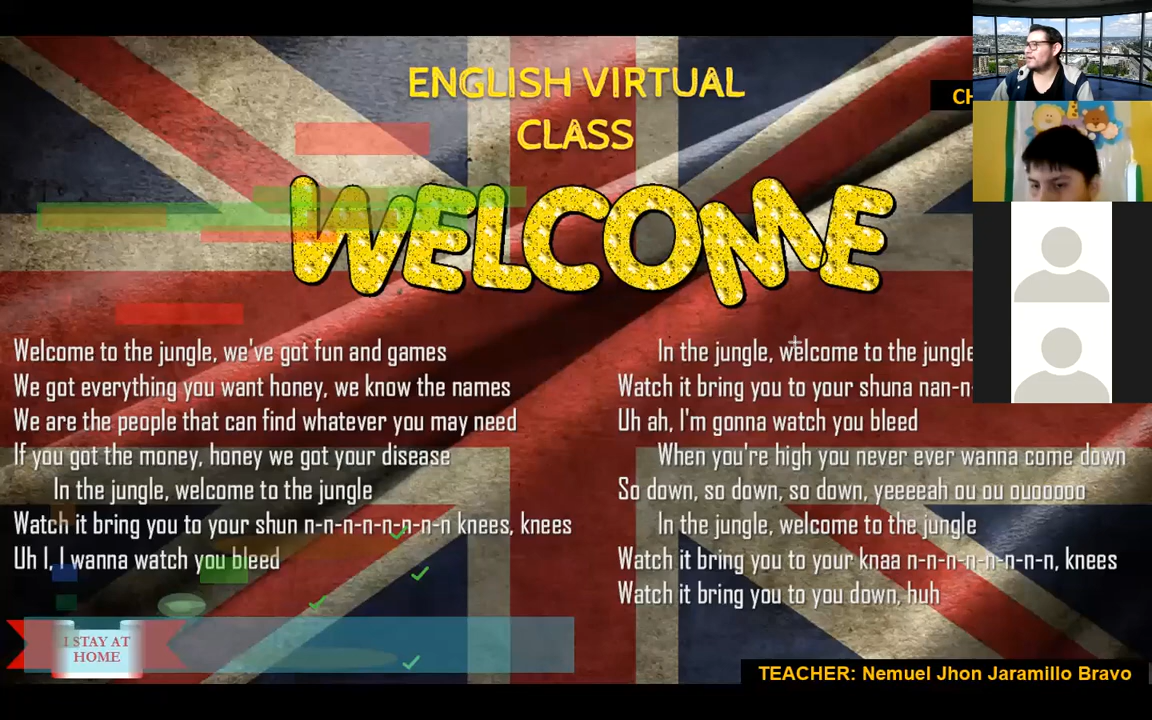 ENGLISH VIRTUAL
CLASS
CH
WELCOME
Welcome to the jungle, we've got fun and games
We got everything you want honey, we know the names
We are the people that can find whatever you may need
If you got the money, honey we got your disease
In the jungle, welcome to the jungle
Watch it bring you to your shun n-n-n-n-n-n-n-n knees, knees
Uh I, I wanna watch you bleed
In the jungle, welcome to the jungle
Watch it bring you to your shuna nan-n-
Uh ah, I'm gonna watch you bleed
When you're high you never ever wanna come down
So down, so down, so down, yeeeeah ou ou ouooooo
In the jungle, welcome to the jungle
Watch it bring you to your knaa n-n-n-n-n-n-n-n, knees
Watch it bring you to you down, huh
I STAY AT
HOME
TEACHER: Nemuel Jhon Jaramillo Bravo